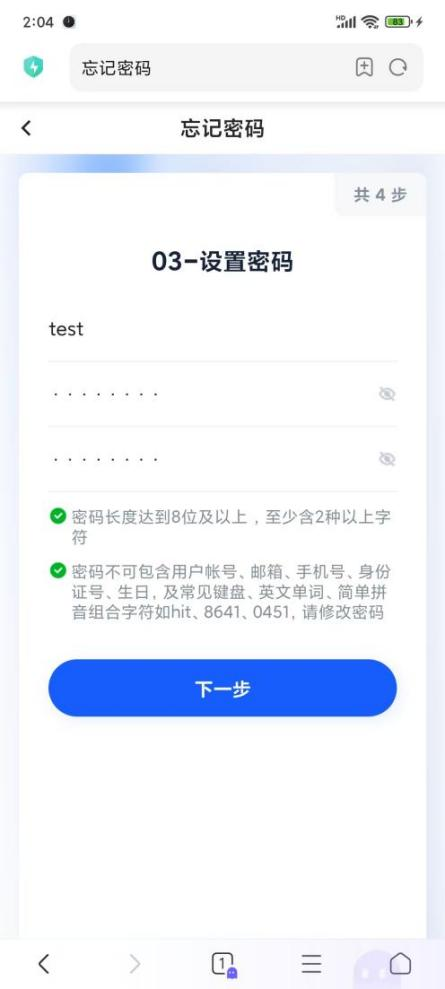 2:04
HD
83
忘记密码
忘记密码
共 4 步
03-设置密码
test
········
········
密码长度达到8位及以上，至少含2种以上字
符
密码不可包含用户帐号、邮箱、手机号、身份
证号、生日，及常见键盘、英文单词、简单拼
音组合字符如hit、8641、0451，请修改密码
下一步
1